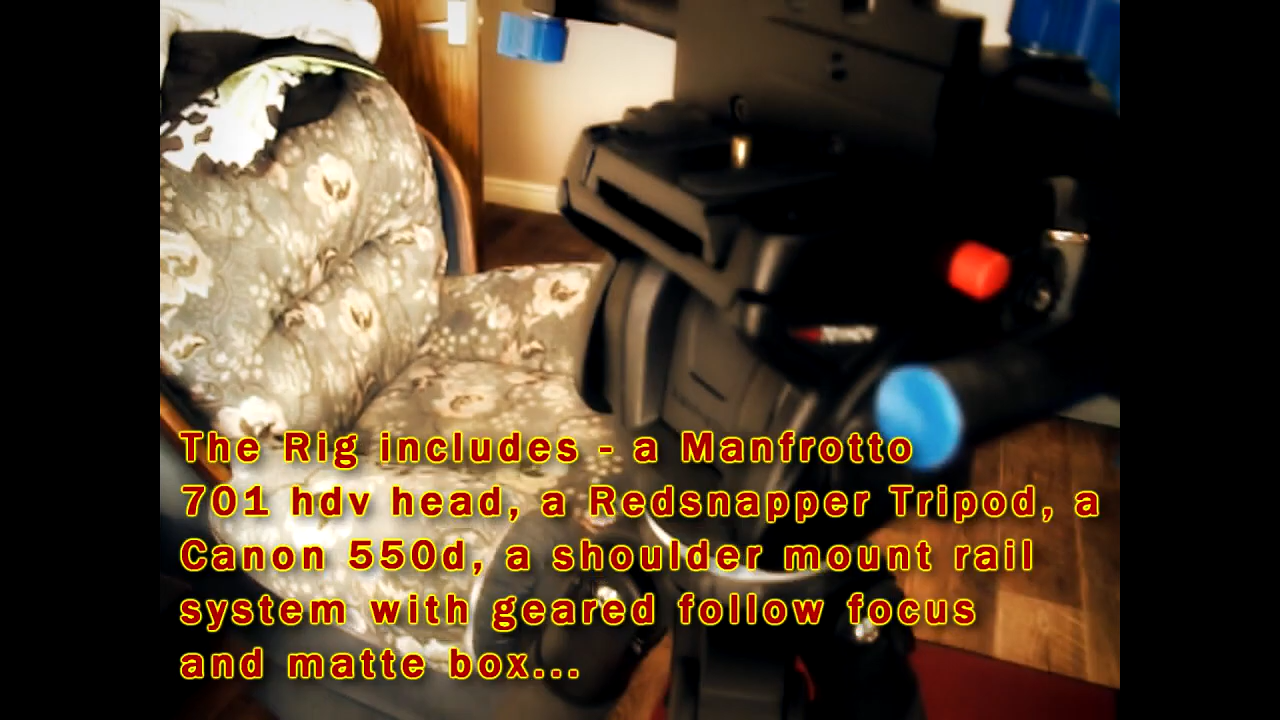 The Rig includes - a Manfrotto
701 hdv head, a Redsnapper Tripod, a
Canon 550d, a shoulder mount rail
system with geared follow focus
and matte box...